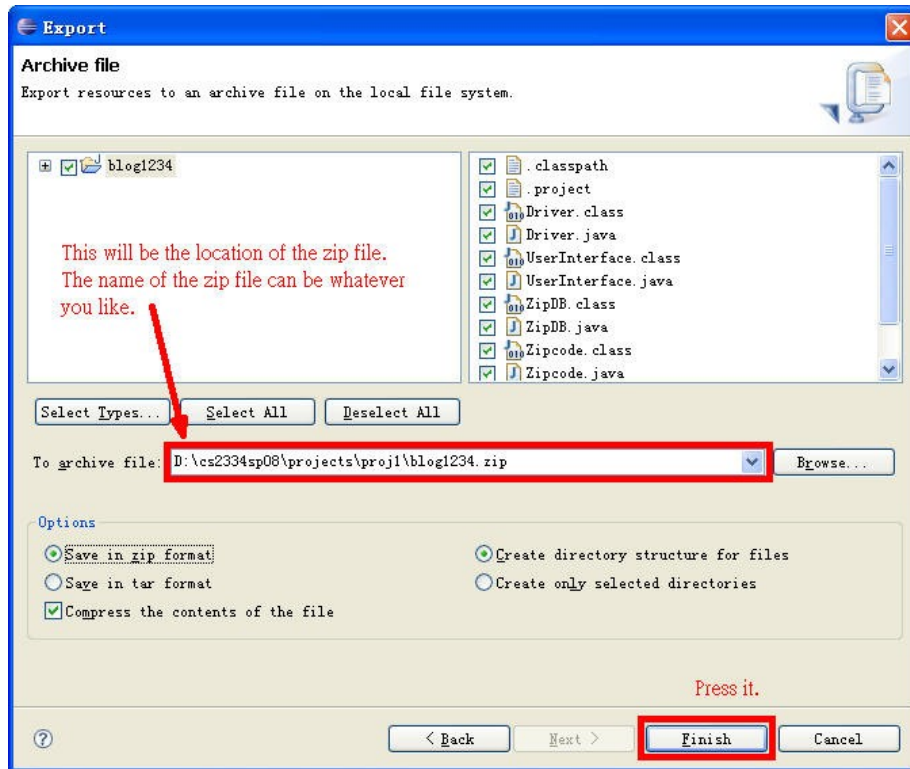 Export
Archive file
Export resources to an archive file on the local file system.
blog1234
This will be the location of the zip file.
The name of the zip file can be whatever
you like.
.classpath
.project
Driver.class
Driver.java
UserInterface.class
UserInterface.java
ZipDB.class
ZipDB.java
Zipcode.class
Zipcode.java
Select Types... Select All Deselect All
To archive file: D:\cs2334sp08\projects\proj1\blog1234.zip Browse...
Options
Save in zip format Create directory structure for files
Save in tar format Create only selected directories
Compress the contents of the file
Press it.
? < Back Next > Finish Cancel